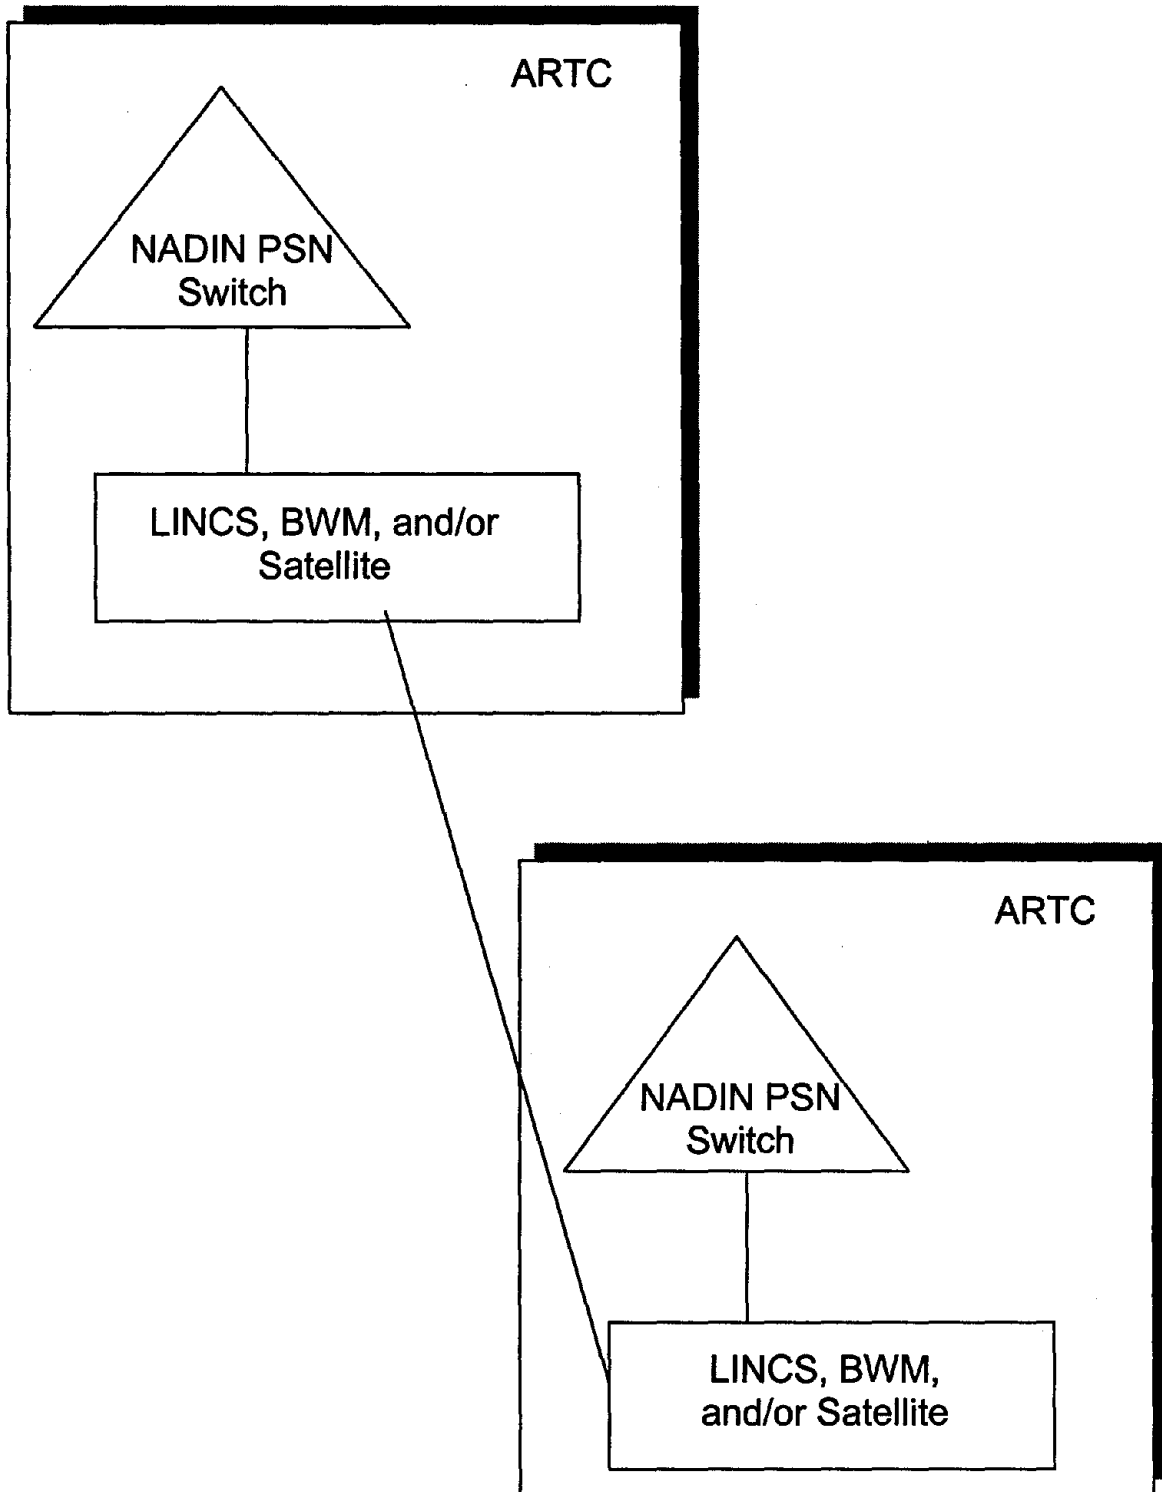 ARTC
NADIN PSN
Switch
LINCS, BWM, and/or
Satellite
ARTC
NADIN PSN
Switch
LINCS, BWM,
and/or Satellite